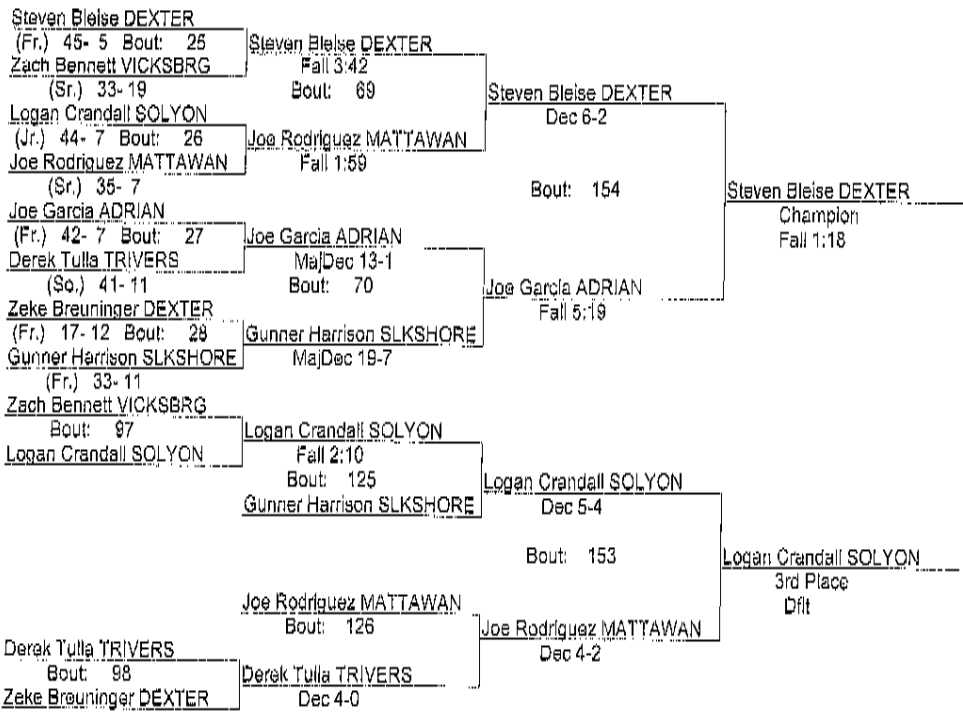 Steven Bleise DEXTER
(Fr.) 45- 5 Bout: 25
Zach Bennett VICKSBRG
(Sr.) 33- 19
Logan Crandall SOLYON
(Jr.) 44- 7 Bout: 26
Joe Rodriguez MATTAWAN
(Sr.) 35- 7
Joe Garcia ADRIAN
(Fr.) 42- 7 Bout: 27
Derek Tulla TRIVERS
(So.) 41- 11
Zeke Breuninger DEXTER
(Fr.) 17- 12 Bout: 28
Gunner Harrison SLKSHORE
(Fr.) 33- 11
Steven Bleise DEXTER
Fall 3:42
Bout: 69
Joe Rodriguez MATTAWAN
Fall 1:59
Joe Garcia ADRIAN
MajDec 13-1
Bout: 70
Gunner Harrison SLKSHORE
MajDec 19-7
Steven Bleise DEXTER
Dec 6-2
Bout: 154
Joe Garcia ADRIAN
Fall 5:19
Steven Bleise DEXTER
Champion
Fall 1:18
Zach Bennett VICKSBRG
Bout: 97
Logan Crandall SOLYON
Logan Crandall SOLYON
Fall 2:10
Bout: 125
Gunner Harrison SLKSHORE
Logan Crandall SOLYON
Dec 5-4
Bout: 153
Logan Crandall SOLYON
3rd Place
Dflt
Joe Rodriguez MATTAWAN
Bout: 126
Joe Rodriguez MATTAWAN
Dec 4-2
Derek Tulla TRIVERS
Bout: 98
Zeke Breuninger DEXTER
Derek Tulla TRIVERS
Dec 4-0